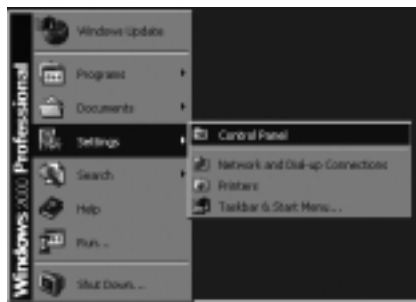 Windows 2000 Professional
Windows Update
Programs
Documents
Settings
Search
Help
Run...
Shut Down...
Control Panel
Network and Dial-up Connections
Printers
Taskbar & Start Menu...